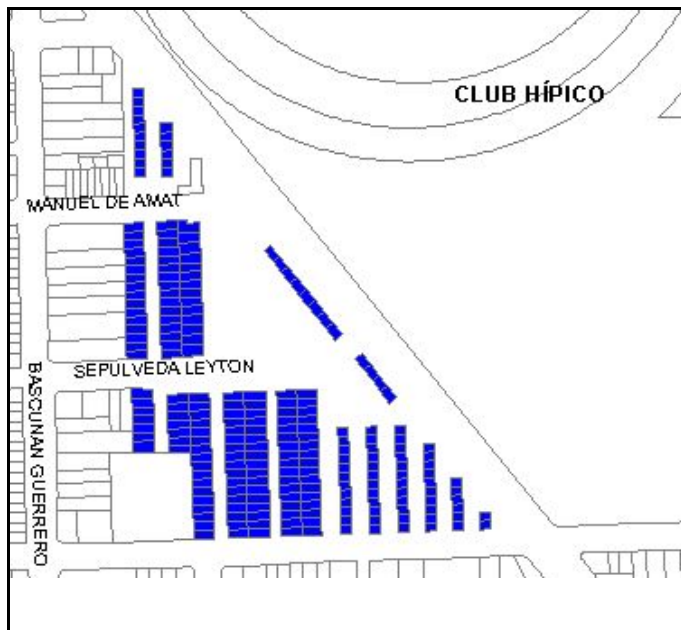 CLUB HÍPICO
MANUEL DE AMAT
SEPULVEDA LEYTON
BASCUNAN GUERRERO